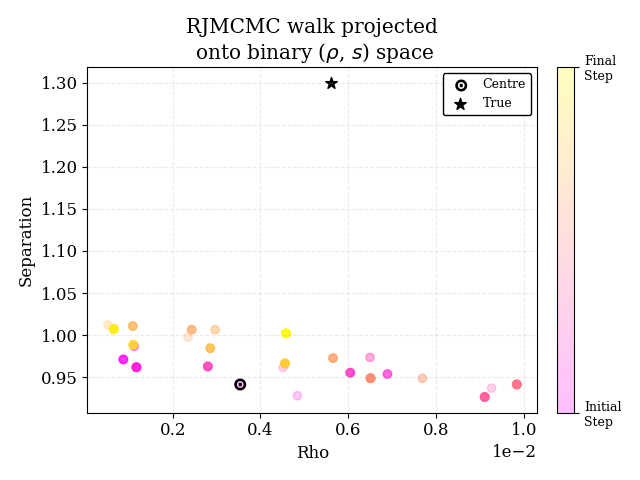 RJMCMC walk projected
onto binary (ρ, s) space
Separation
1.30
1.25
1.20
1.15
1.10
1.05
1.00
0.95
0.2
0.4
0.6
0.8
1.0
1e−2
Rho
Centre
True
Final
Step
Initial
Step